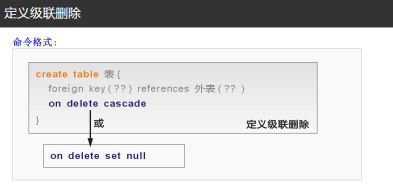 定义级联删除
命令格式:
create table 表{
foreign key(??) references 外表(?? )
on delete cascade
}
或
定义级联删除
on delete set null